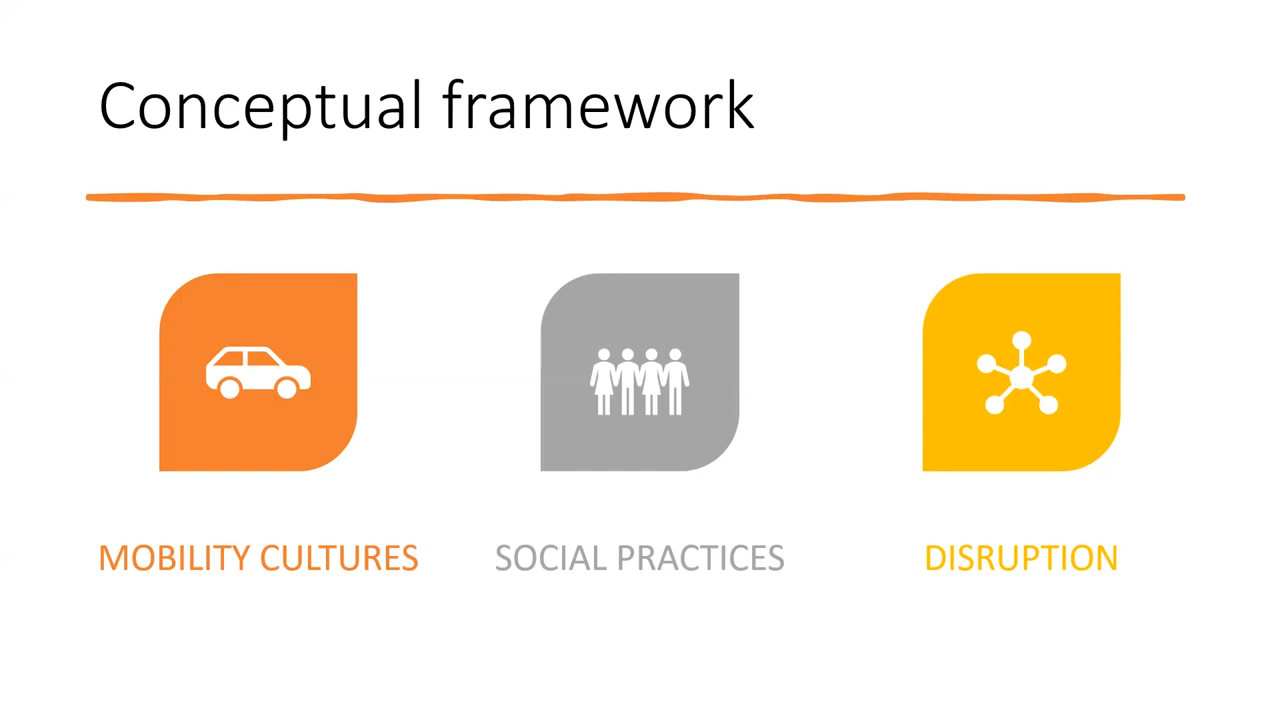 Conceptual framework
MOBILITY CULTURES
SOCIAL PRACTICES
DISRUPTION